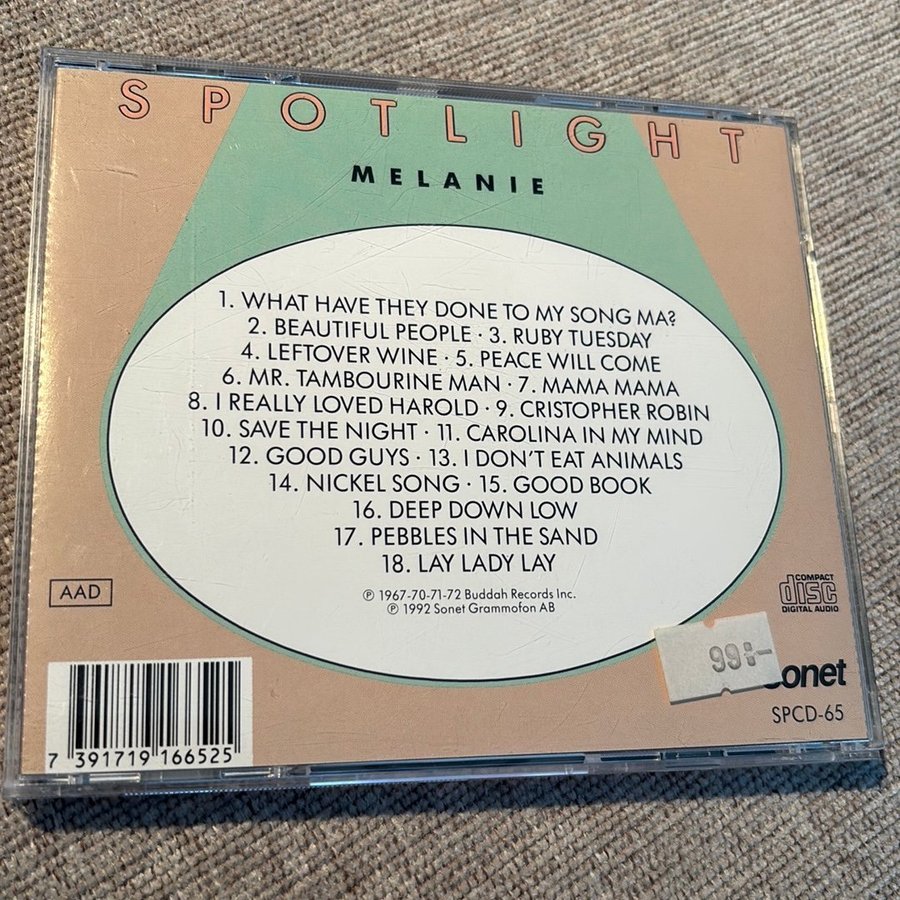 SPOTLIGHT
MELANIE
1. WHAT HAVE THEY DONE TO MY SONG MA?
2. BEAUTIFUL PEOPLE · 3. RUBY TUESDAY
4. LEFTOVER WINE · 5. PEACE WILL COME
6. MR. TAMBOURINE MAN · 7. MAMA MAMA
8. I REALLY LOVED HAROLD · 9. CRISTOPHER ROBIN
10. SAVE THE NIGHT · 11. CAROLINA IN MY MIND
12. GOOD GUYS · 13. I DON'T EAT ANIMALS
14. NICKEL SONG · 15. GOOD BOOK
16. DEEP DOWN LOW
17. PEBBLES IN THE SAND
18. LAY LADY LAY
℗ 1967-70-71-72 Buddah Records Inc.
℗ 1992 Sonet Grammofon AB
AAD
COMPACT
disc
DIGITAL AUDIO
99:-
sonet
SPCD-65
7 391719 166525